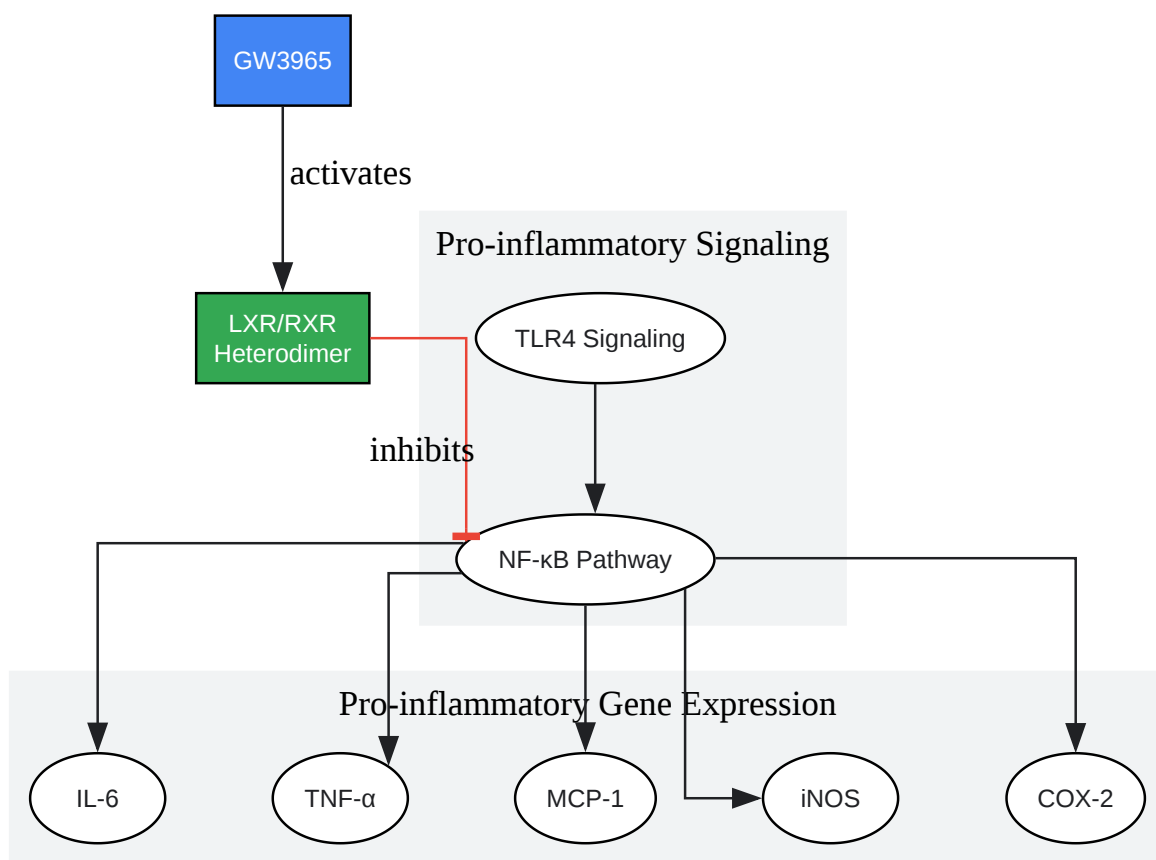 GW3965
activates
Pro-inflammatory Signaling
LXR/RXR
Heterodimer
TLR4 Signaling
inhibits
NF-κB Pathway
Pro-inflammatory Gene Expression
IL-6
TNF-α
MCP-1
iNOS
COX-2